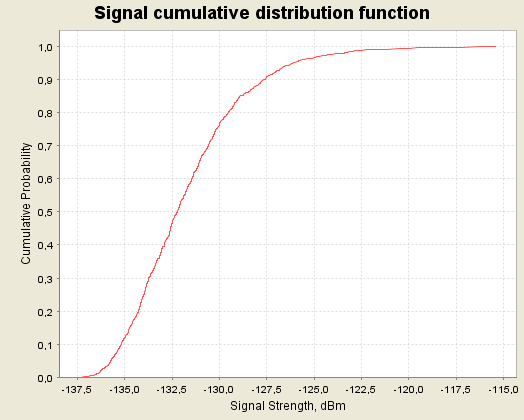 Signal cumulative distribution function
1,0
0,9
0,8
0,7
0,6
0,5
0,4
0,3
0,2
0,1
0,0
Cumulative Probability
-137,5 -135,0 -132,5 -130,0 -127,5 -125,0 -122,5 -120,0 -117,5 -115,0
Signal Strength, dBm